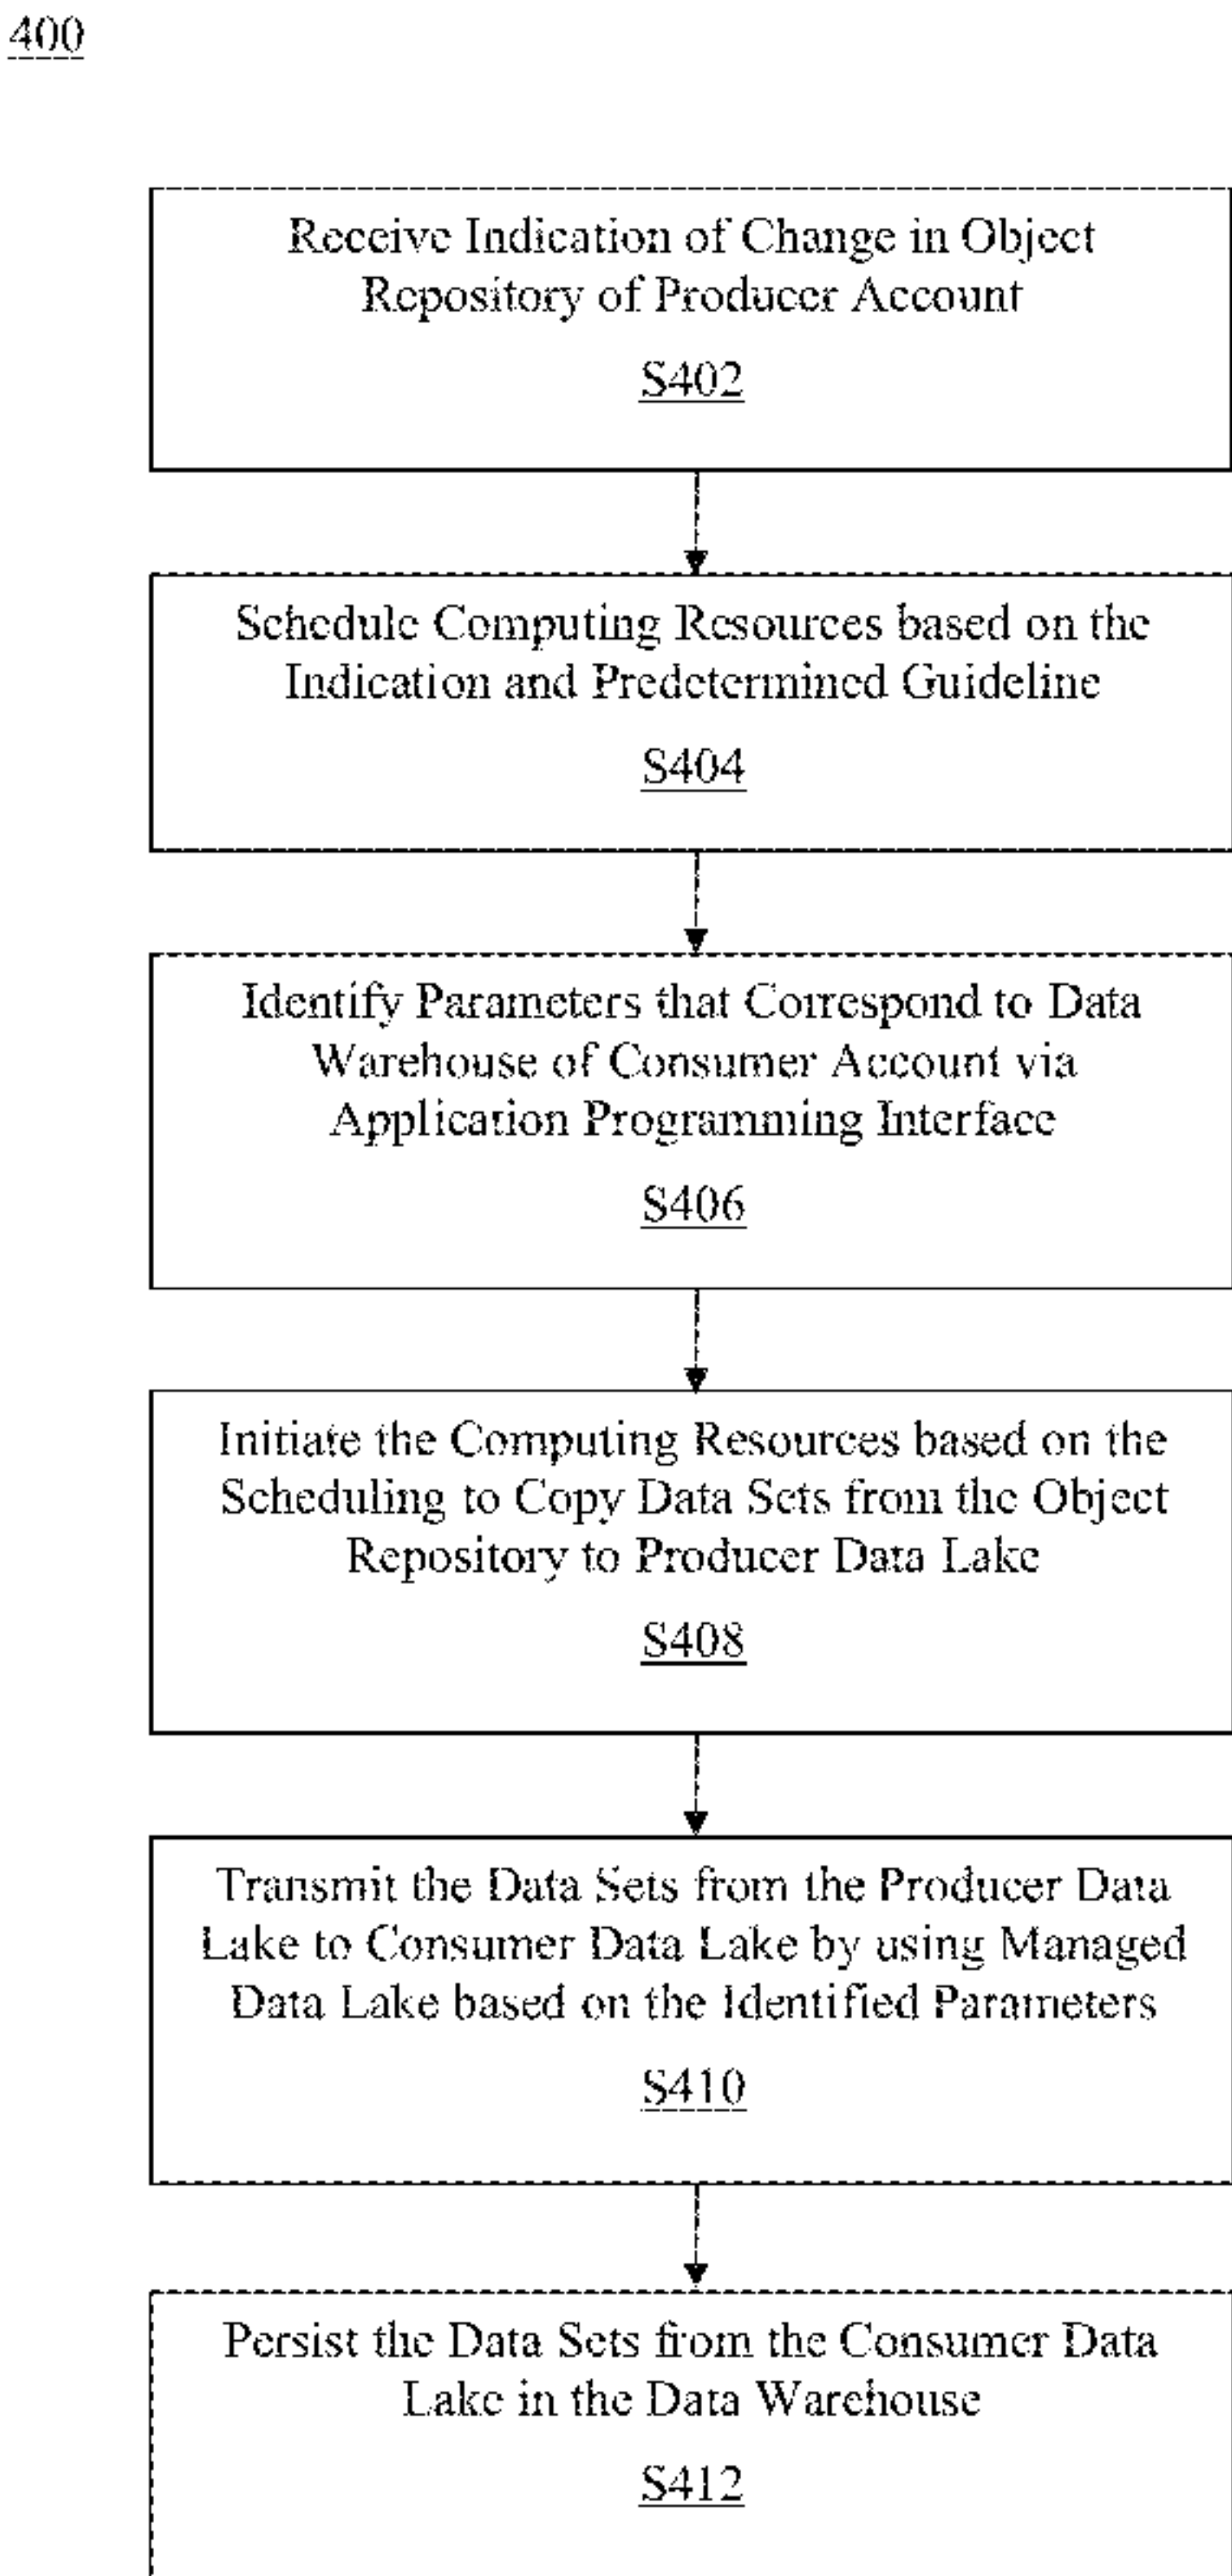 400
Receive Indication of Change in Object
Repository of Producer Account
S402
Schedule Computing Resources based on the
Indication and Predetermined Guideline
S404
Identify Parameters that Correspond to Data
Warehouse of Consumer Account via
Application Programming Interface
S406
Initiate the Computing Resources based on the
Scheduling to Copy Data Sets from the Object
Repository to Producer Data Lake
S408
Transmit the Data Sets from the Producer Data
Lake to Consumer Data Lake by using Managed
Data Lake based on the Identified Parameters
S410
Persist the Data Sets from the Consumer Data
Lake in the Data Warehouse
S412